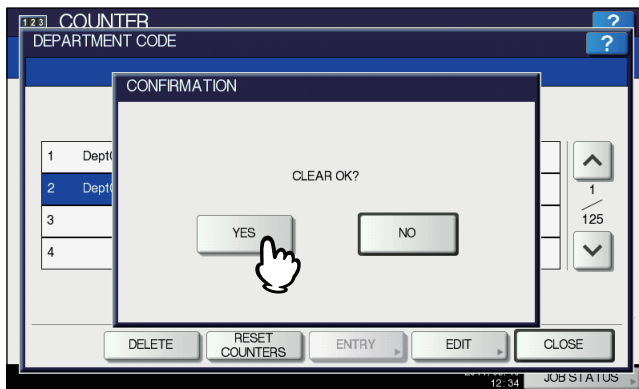 123 COUNTER ?
DEPARTMENT CODE ?
CONFIRMATION
CLEAR OK?
YES NO
1
2
3
4
1
125
DELETE RESET COUNTERS ENTRY EDIT CLOSE
12:34 JOB STATUS